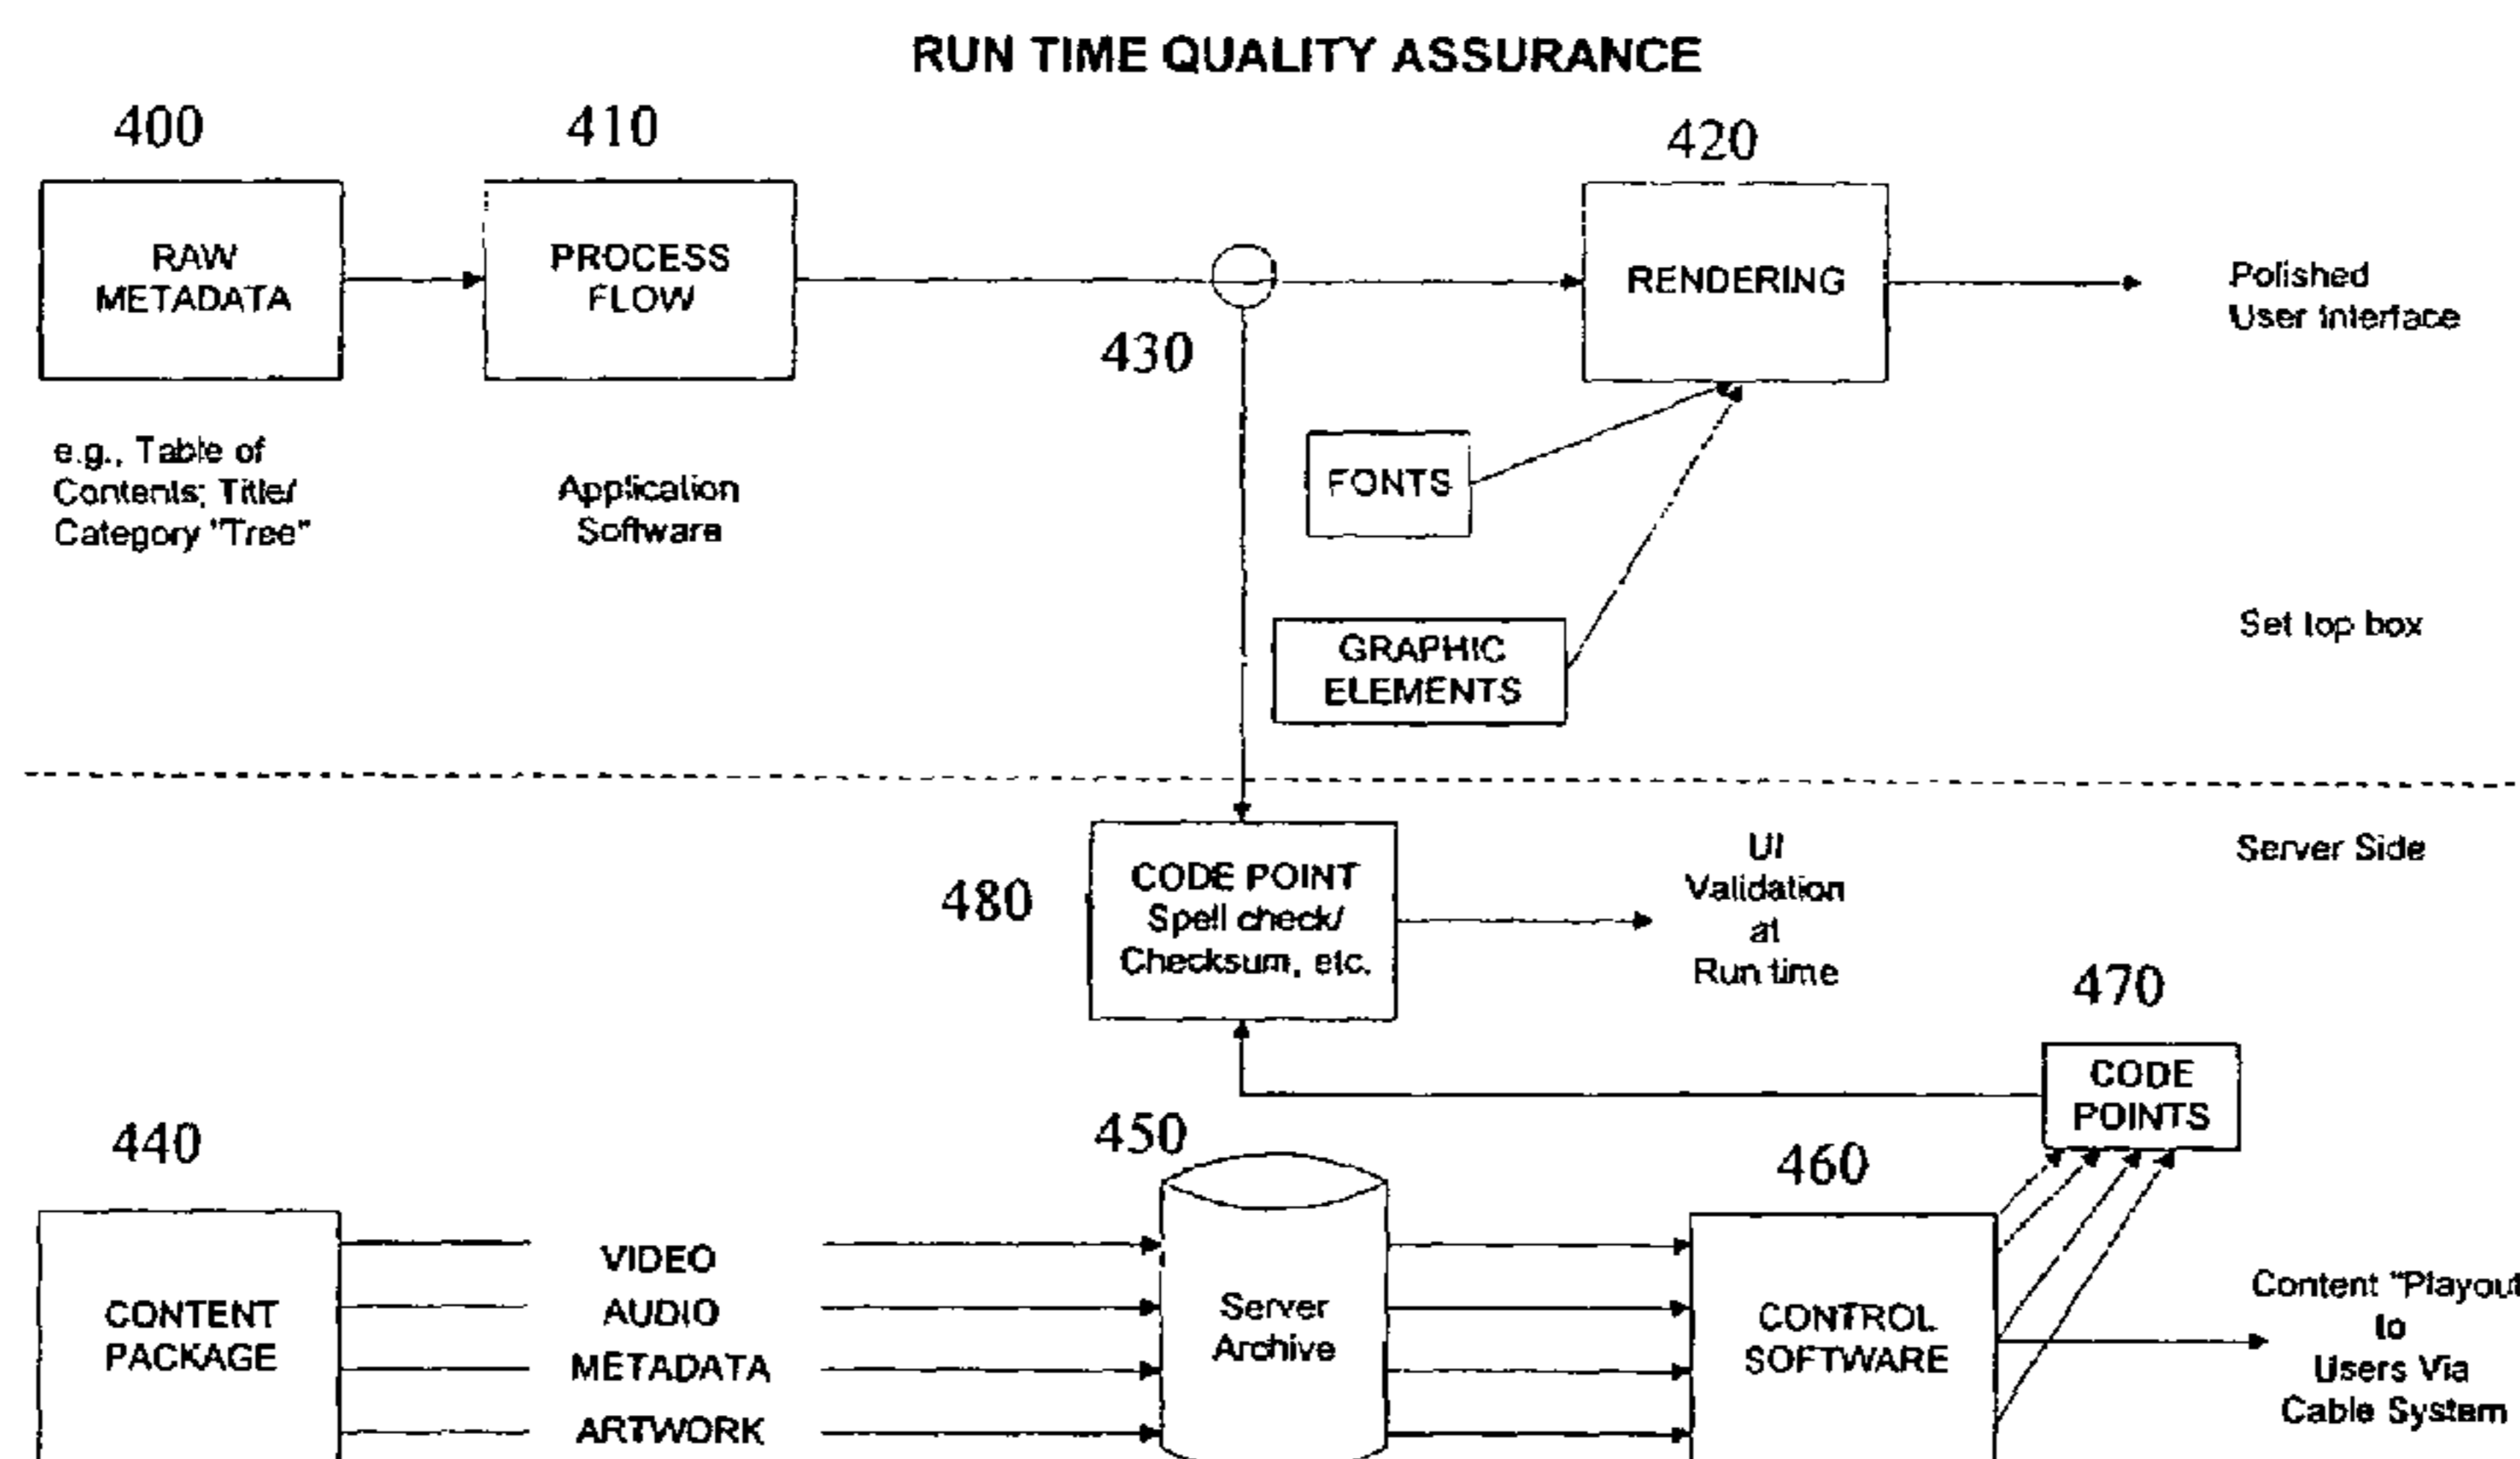 RUN TIME QUALITY ASSURANCE
400
410
420
RAW
METADATA
PROCESS
FLOW
RENDERING
Polished
User Interface
430
e.g., Table of
Contents; Title/
Category "Tree"
Application
Software
FONTS
GRAPHIC
ELEMENTS
Set top box
Server Side
480
CODE POINT
Spell check/
Checksum, etc.
UI
Validation
at
Run time
470
CODE
POINTS
440
450
460
CONTENT
PACKAGE
VIDEO
AUDIO
METADATA
ARTWORK
Server
Archive
CONTROL
SOFTWARE
Content "Playout
to
Users Via
Cable System